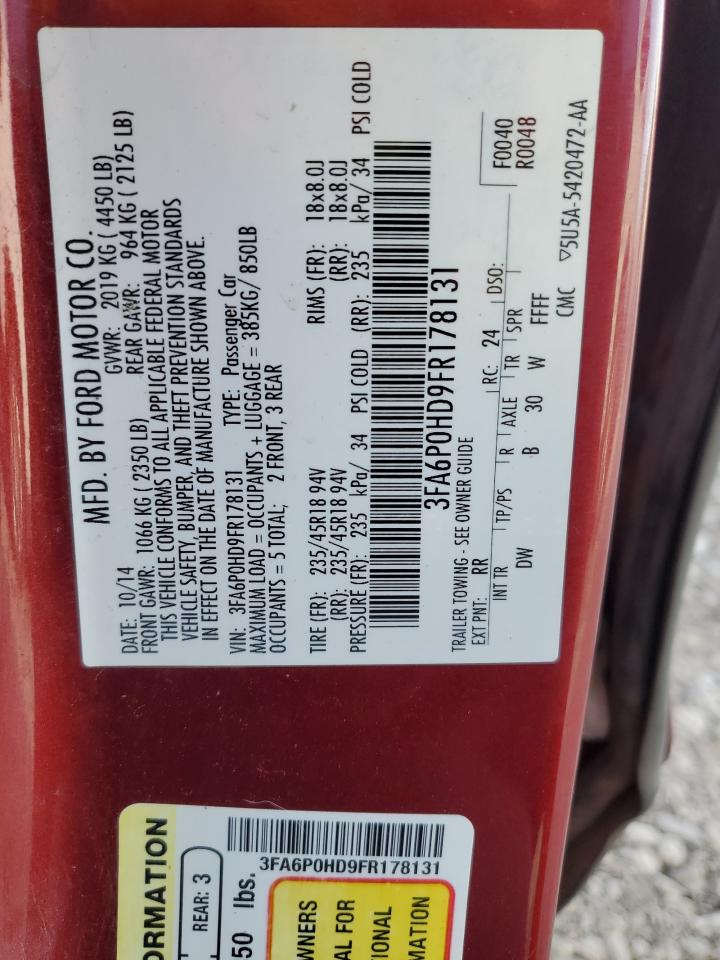 MFD. BY FORD MOTOR CO.
DATE: 10/14 GVWR: 2019 KG ( 4450 LB)
FRONT GAWR: 1066 KG ( 2350 LB) REAR GAWR: 964 KG ( 2125 LB)
THIS VEHICLE CONFORMS TO ALL APPLICABLE FEDERAL MOTOR
VEHICLE SAFETY, BUMPER, AND THEFT PREVENTION STANDARDS
IN EFFECT ON THE DATE OF MANUFACTURE SHOWN ABOVE.
VIN: 3FA6P0HD9FR178131 TYPE: Passenger Car
MAXIMUM LOAD = OCCUPANTS + LUGGAGE = 385KG/ 850LB
OCCUPANTS = 5 TOTAL; 2 FRONT, 3 REAR
TIRE (FR): 235/45R18 94V RIMS (FR): 18x8.0J
(RR): 235/45R18 94V (RR): 18x8.0J
PRESSURE (FR): 235 kPa/ 34 PSI COLD (RR): 235 kPa/ 34 PSI COLD
3FA6P0HD9FR178131
TRAILER TOWING - SEE OWNER GUIDE
F0040
EXT PNT: RR RC: 24 DSO: R0048
INT TR TP/PS R AXLE TR SPR
DW B 30 W FFFF
CMC ▽5U5A-5420472-AA
ORMATION
REAR: 3
50 lbs.
3FA6P0HD9FR178131
WNERS
AL FOR
IONAL
MATION